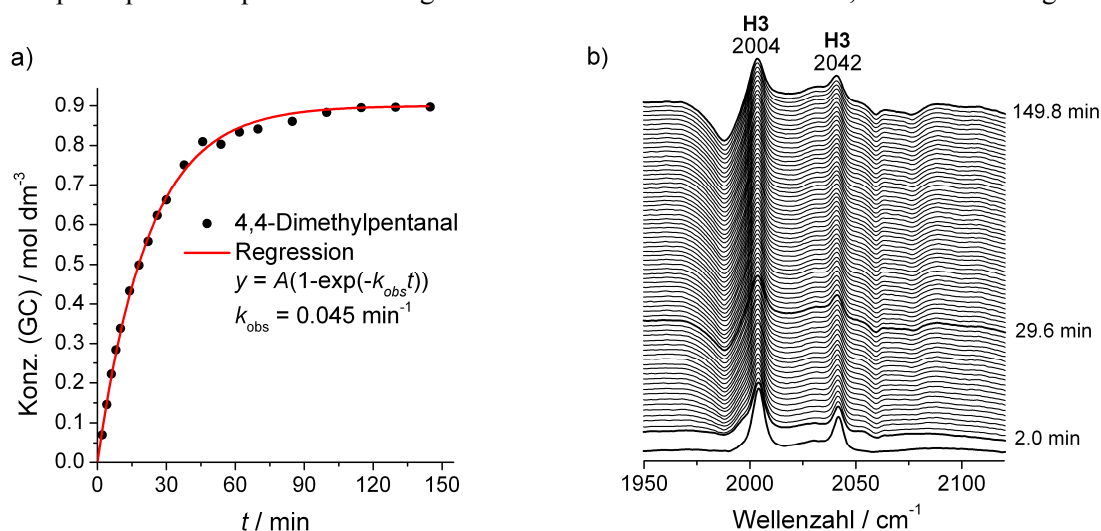 a)
Konz. (GC) / mol dm⁻³
0.9
0.8
0.7
0.6
0.5
0.4
0.3
0.2
0.1
0.0
4,4-Dimethylpentanal
Regression
y = A(1-exp(-k_obs t))
k_obs = 0.045 min⁻¹
0 30 60 90 120 150
t / min
b)
H3 H3
2004 2042
149.8 min
29.6 min
2.0 min
1950 2000 2050 2100
Wellenzahl / cm⁻¹